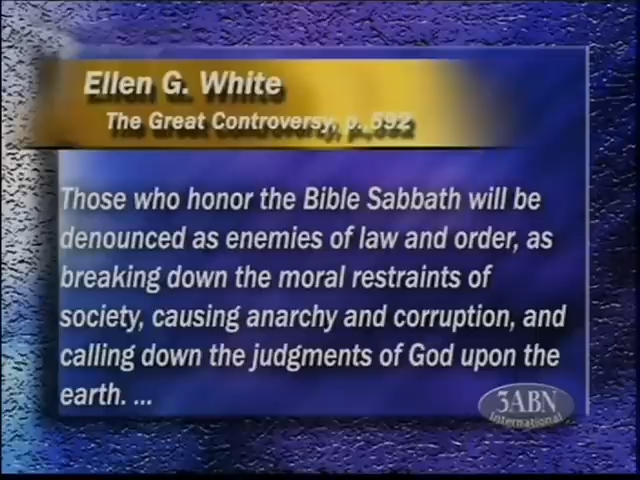 Ellen G. White
The Great Controversy, p. 592
Those who honor the Bible Sabbath will be
denounced as enemies of law and order, as
breaking down the moral restraints of
society, causing anarchy and corruption, and
calling down the judgments of God upon the
earth. ...
3ABN
International